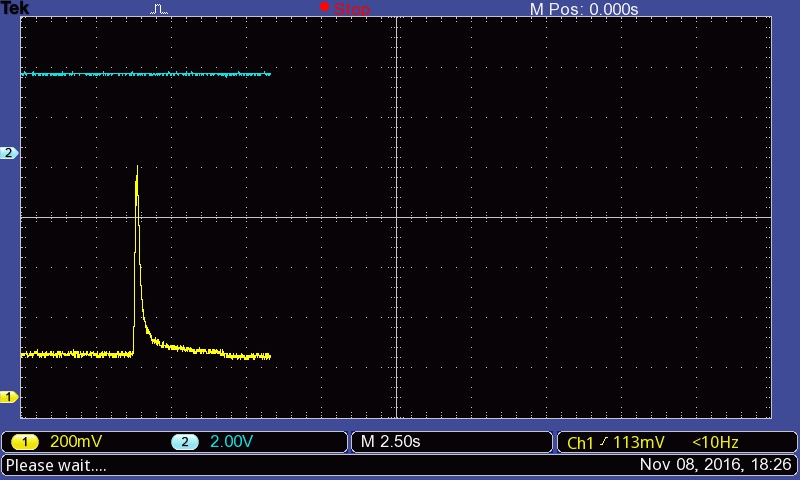 Tek Stop M Pos: 0.000s
2
1
1 200mV 2 2.00V M 2.50s Ch1 113mV <10Hz
Please wait.... Nov 08, 2016, 18:26